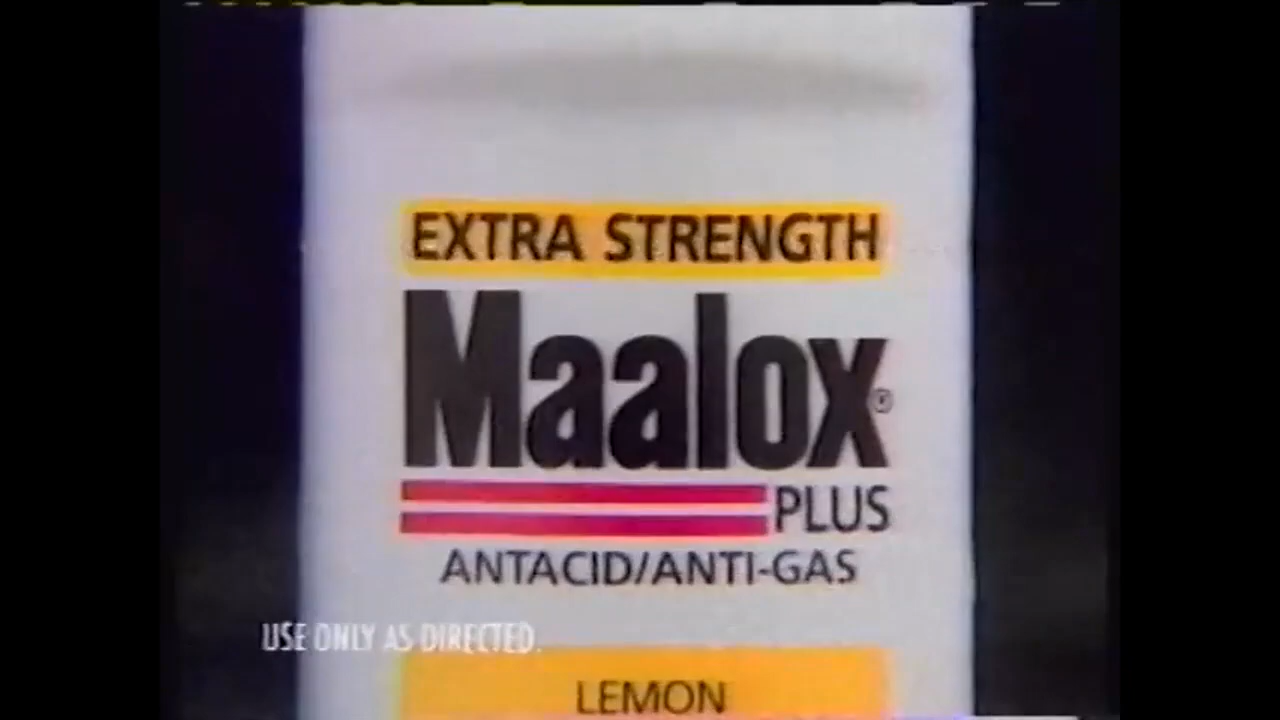 EXTRA STRENGTH
Maalox®
PLUS
ANTACID/ANTI-GAS
USE ONLY AS DIRECTED.
LEMON